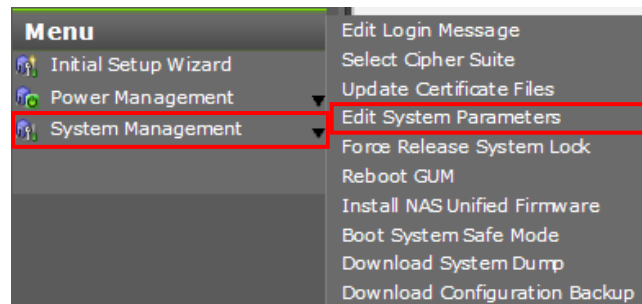 Menu
Initial Setup Wizard
Power Management
System Management
Edit Login Message
Select Cipher Suite
Update Certificate Files
Edit System Parameters
Force Release System Lock
Reboot GUM
Install NAS Unified Firmware
Boot System Safe Mode
Download System Dump
Download Configuration Backup